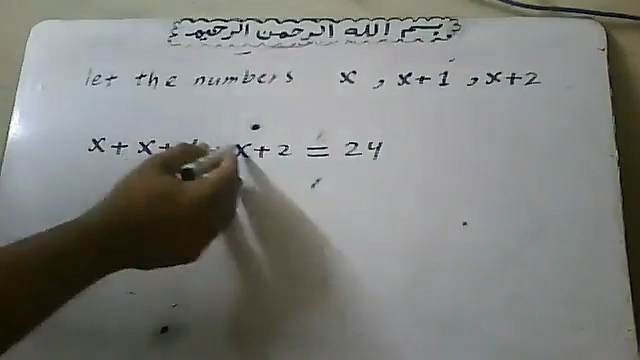 بسم الله الرحمن الرحيم
let the numbers x , x+1 , x+2
x + x + 1 + x + 2 = 24